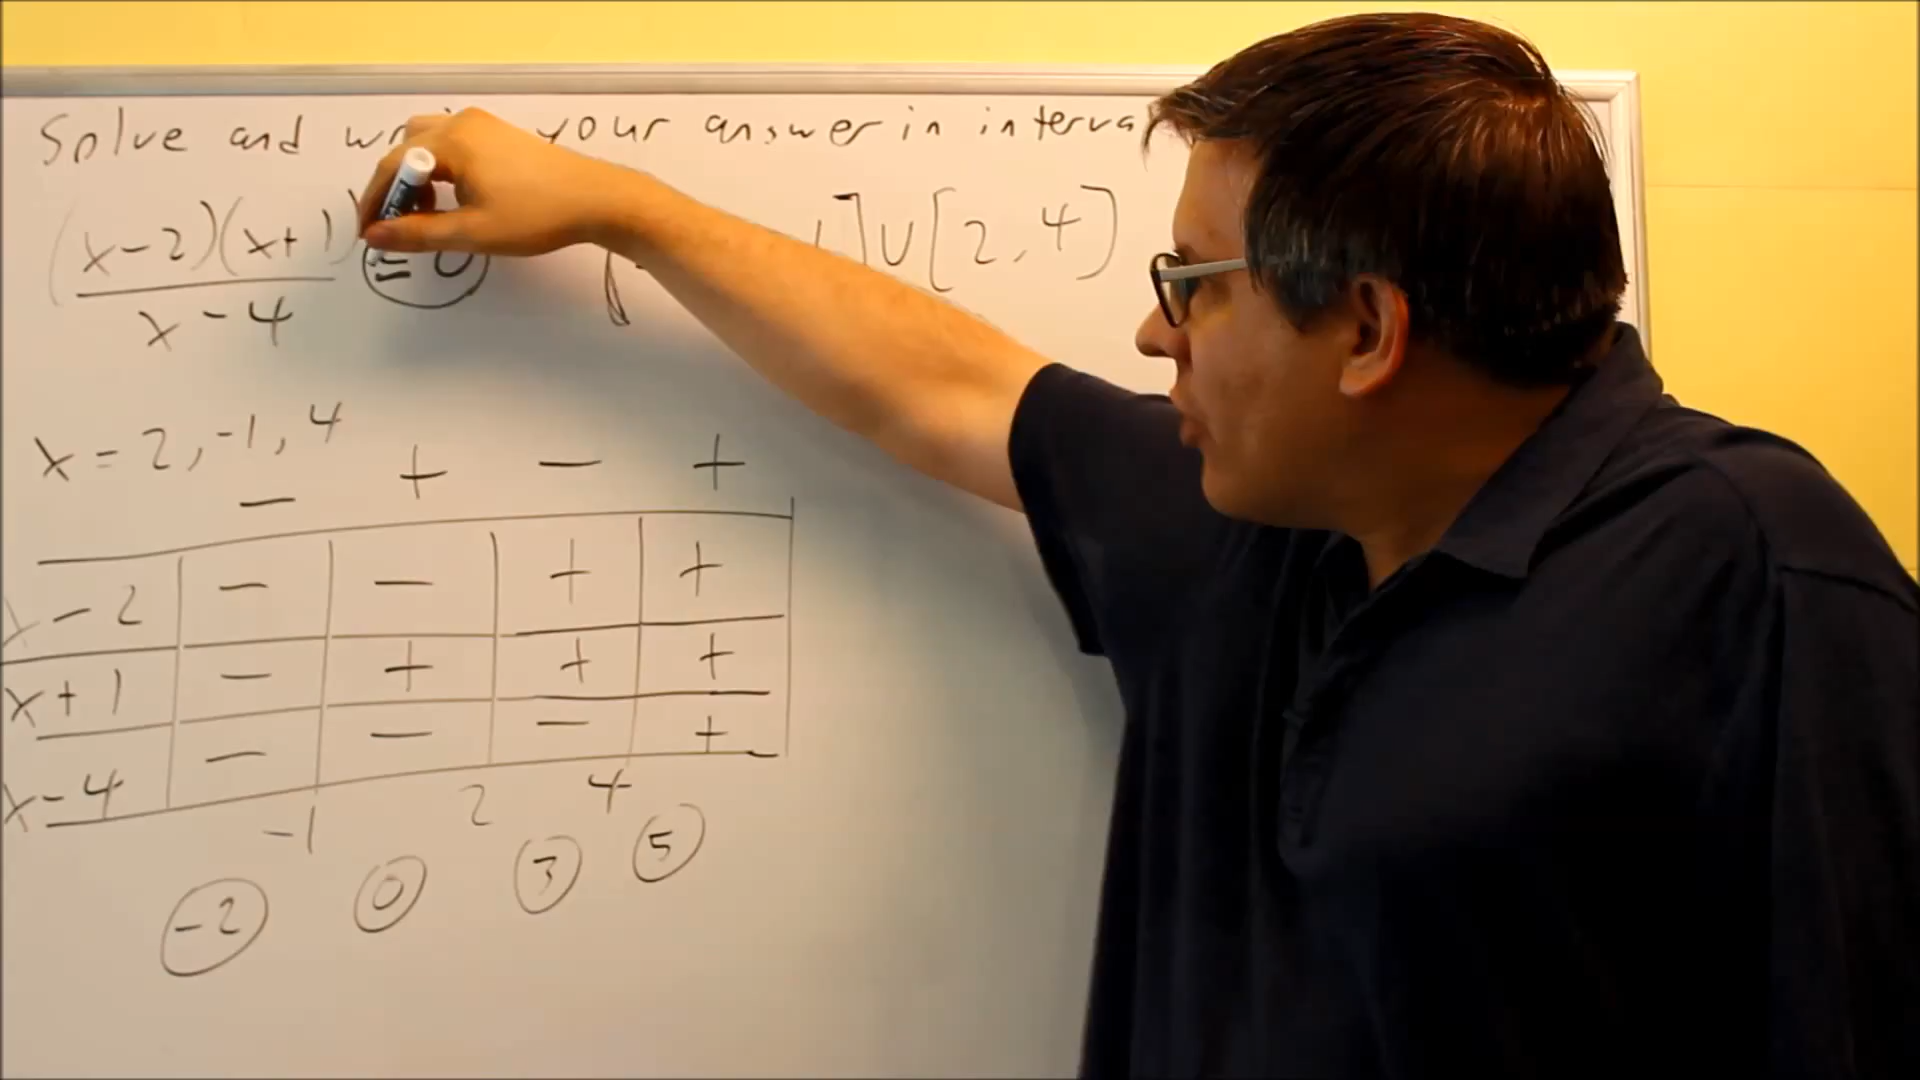 Solve and your answer in interva
(x-2)(x+1) ≤ 0 ]∪[2,4]
x-4
x = 2, -1, 4
- + - +
x-2 - - + +
x+1 - + + +
x-4 - - - +
-1 2 4
-2 0 3 5